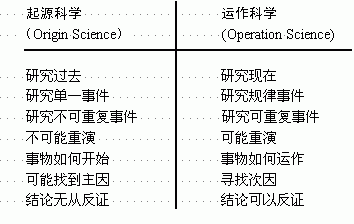 起源科学 运作科学
(Origin Science) (Operation Science)
研究过去 研究现在
研究单一事件 研究规律事件
研究不可重复事件 研究可重复事件
不可能重演 可能重演
事物如何开始 事物如何运作
可能找到主因 寻找次因
结论无从反证 结论可以反证